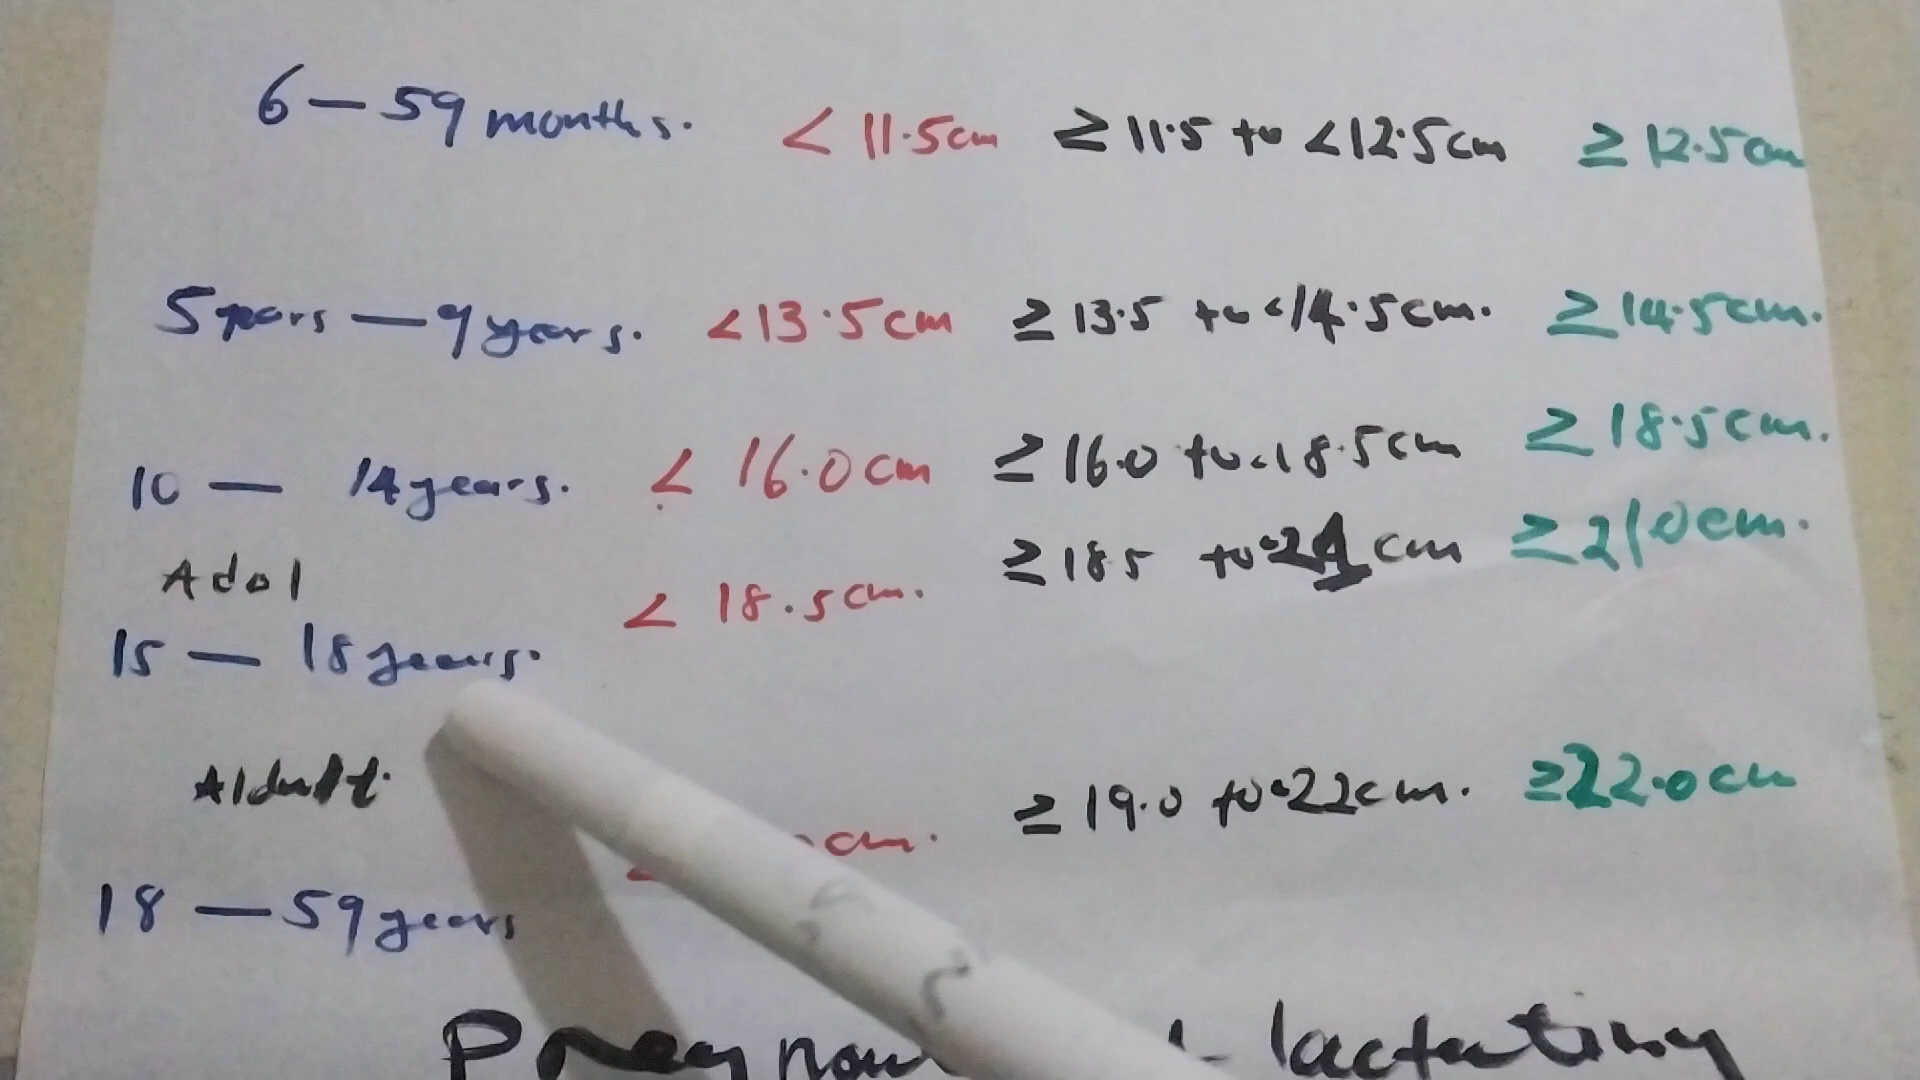 6 — 59 months. < 11.5cm ≥ 11.5 to <12.5cm ≥ 12.5cm
5 years — 9 years. <13.5cm ≥ 13.5 to <14.5cm. ≥ 14.5cm.
10 — 14 years. < 16.0cm ≥ 16.0 to <18.5cm ≥ 18.5cm.
Adol
15 — 18 years. < 18.5cm. ≥ 18.5 to <21 cm ≥ 21.0cm.
18 — 59 years cm. ≥ 19.0 to <22cm. ≥22.0cm
lactating